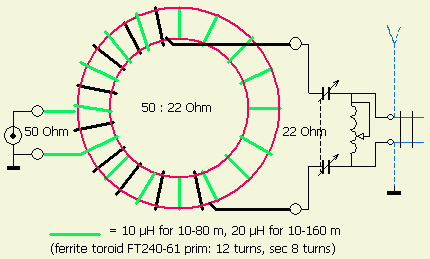 50 : 22 Ohm
50 Ohm
22 Ohm
= 10 µH for 10-80 m, 20 µH for 10-160 m
(ferrite toroid FT240-61 prim: 12 turns, sec 8 turns)